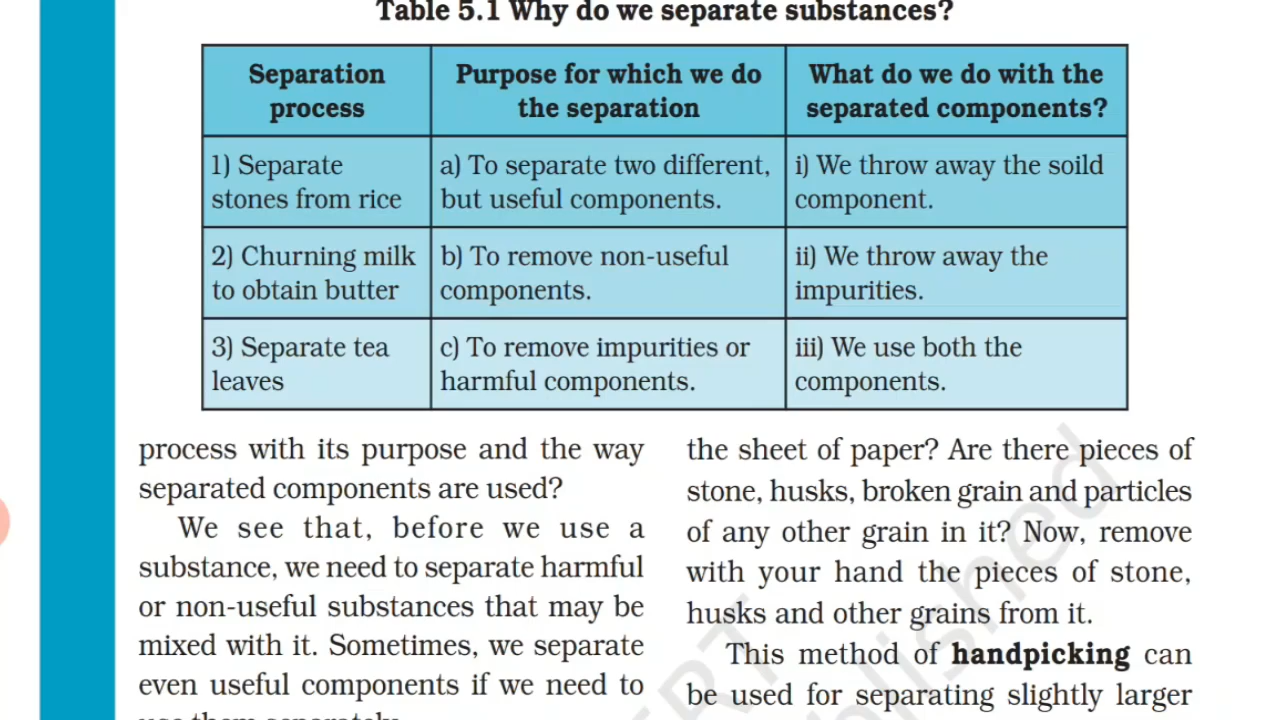 Table 5.1 Why do we separate substances?
Separation
process
Purpose for which we do
the separation
What do we do with the
separated components?
1) Separate
stones from rice
a) To separate two different,
but useful components.
i) We throw away the soild
component.
2) Churning milk
to obtain butter
b) To remove non-useful
components.
ii) We throw away the
impurities.
3) Separate tea
leaves
c) To remove impurities or
harmful components.
iii) We use both the
components.
process with its purpose and the way
separated components are used?
We see that, before we use a
substance, we need to separate harmful
or non-useful substances that may be
mixed with it. Sometimes, we separate
even useful components if we need to
the sheet of paper? Are there pieces of
stone, husks, broken grain and particles
of any other grain in it? Now, remove
with your hand the pieces of stone,
husks and other grains from it.
This method of handpicking can
be used for separating slightly larger